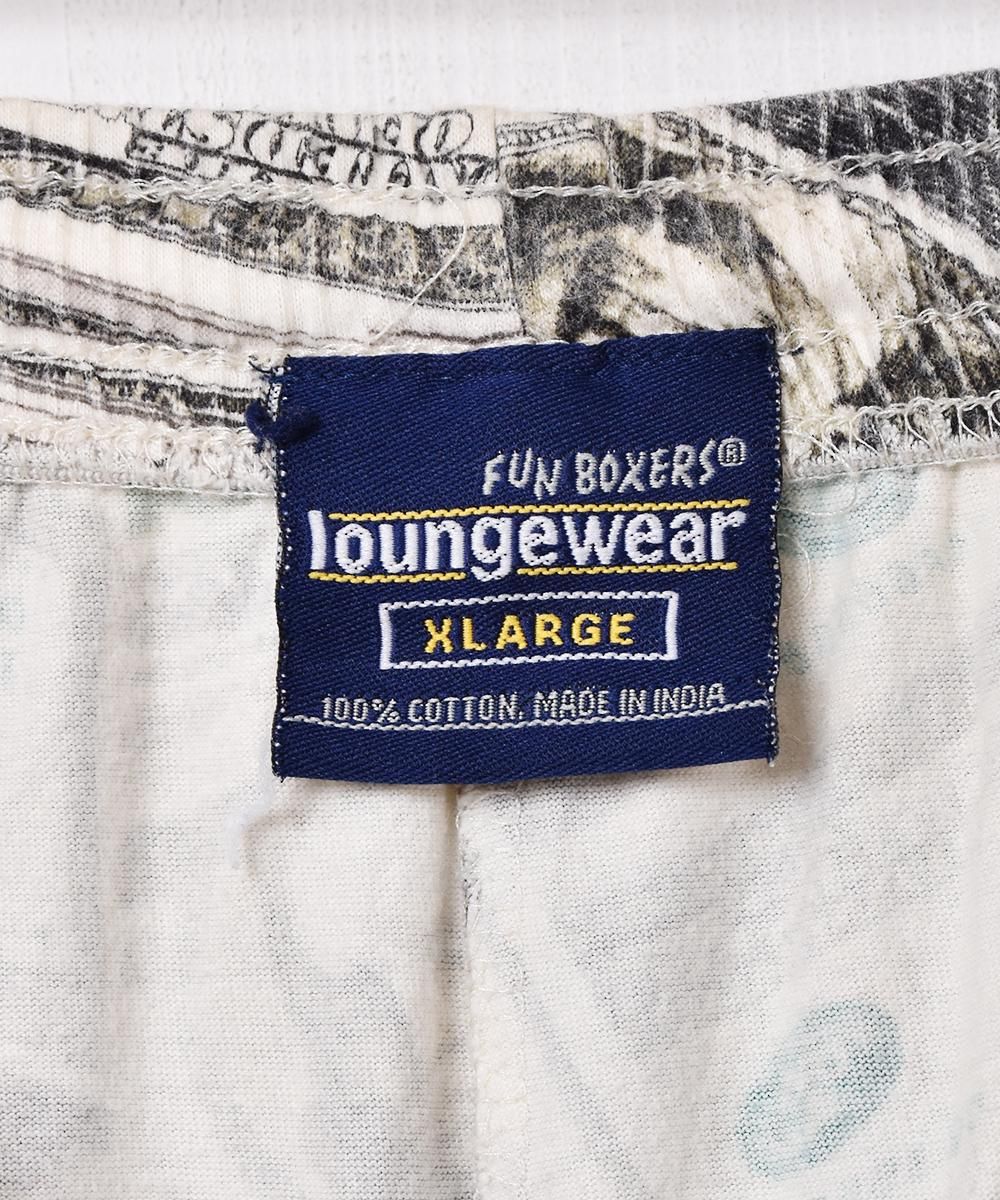 FUN BOXERS®
loungewear
XLARGE
100% COTTON. MADE IN INDIA